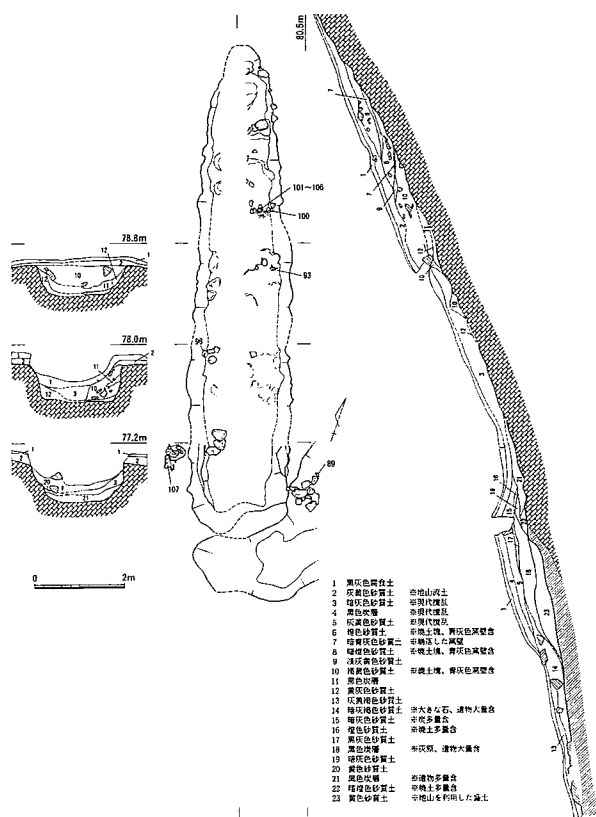 80.5m
101～106
100
93
98
89
107
78.8m
78.0m
77.2m
0 2m
1 黒灰色腐食土
2 灰黄色砂質土 ※地山流土
3 暗灰色砂質土 ※現代撹乱
4 黒色炭層 ※現代撹乱
5 灰黄色砂質土 ※現代撹乱
6 橙色砂質土 ※焼土塊、青灰色窯壁含
7 暗青灰色砂質土 ※崩落した窯壁
8 暗橙色砂質土 ※焼土塊、青灰色窯壁含
9 淡灰黄色砂質土
10 褐黄色砂質土 ※焼土塊、青灰色窯壁含
11 黒色炭層
12 黄灰色砂質土
13 灰黄褐色砂質土
14 暗灰褐色砂質土 ※大きな石、遺物大量含
15 暗灰色砂質土 ※炭多量含
16 橙色砂質土 ※焼土多量含
17 黒灰色砂質土
18 黒色炭層 ※灰原、遺物大量含
19 暗灰色砂質土
20 黄色砂質土
21 黒色炭層 ※遺物多量含
22 暗橙色砂質土 ※焼土多量含
23 黄色砂質土 ※地山を利用した盛土